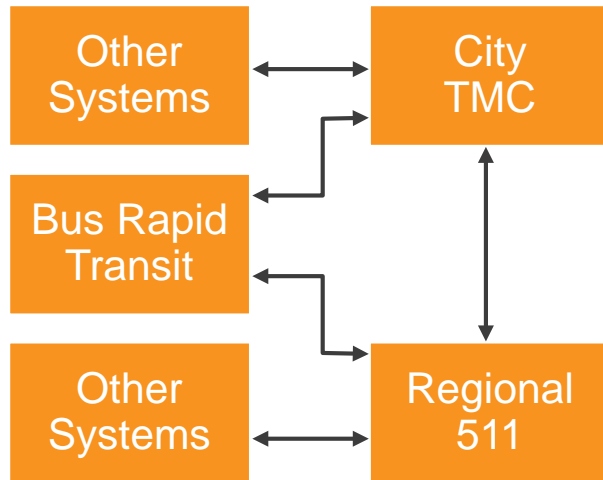 Other
Systems
City
TMC
Bus Rapid
Transit
Other
Systems
Regional
511